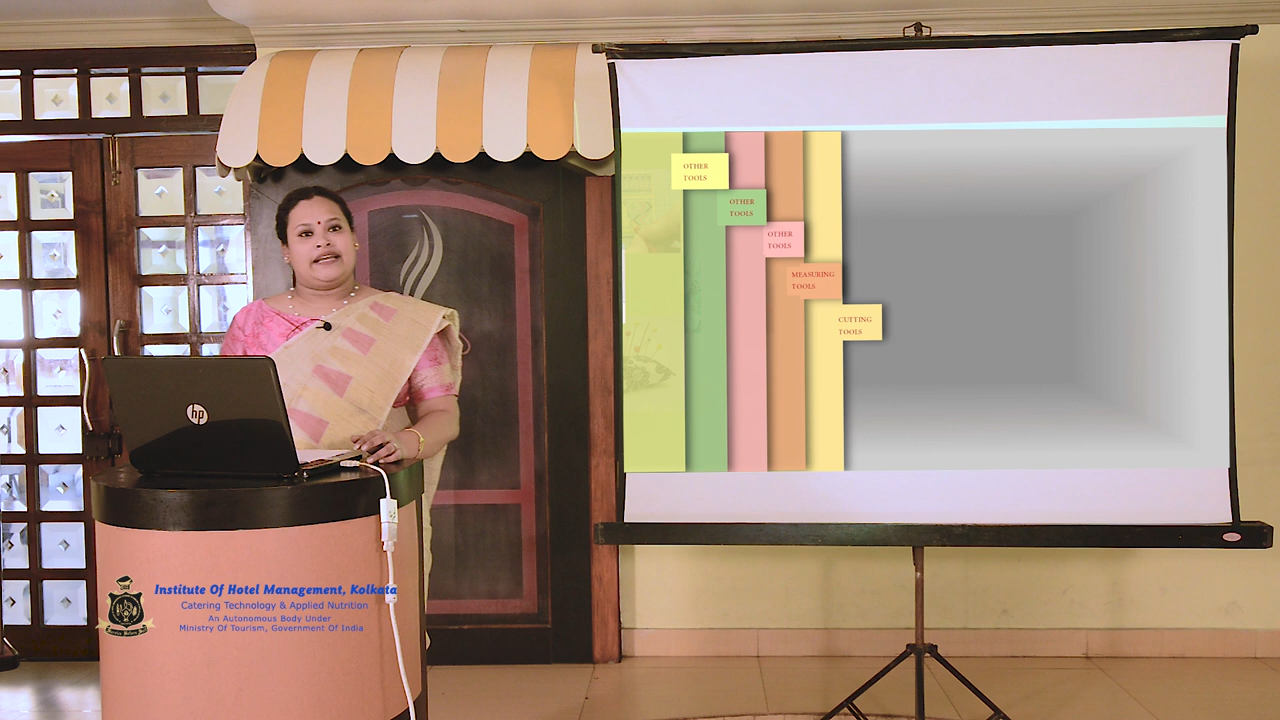 OTHER
TOOLS
OTHER
TOOLS
OTHER
TOOLS
MEASURING
TOOLS
CUTTING
TOOLS
hp
Institute Of Hotel Management, Kolkata
Catering Technology & Applied Nutrition
An Autonomous Body Under
Ministry Of Tourism, Government Of India